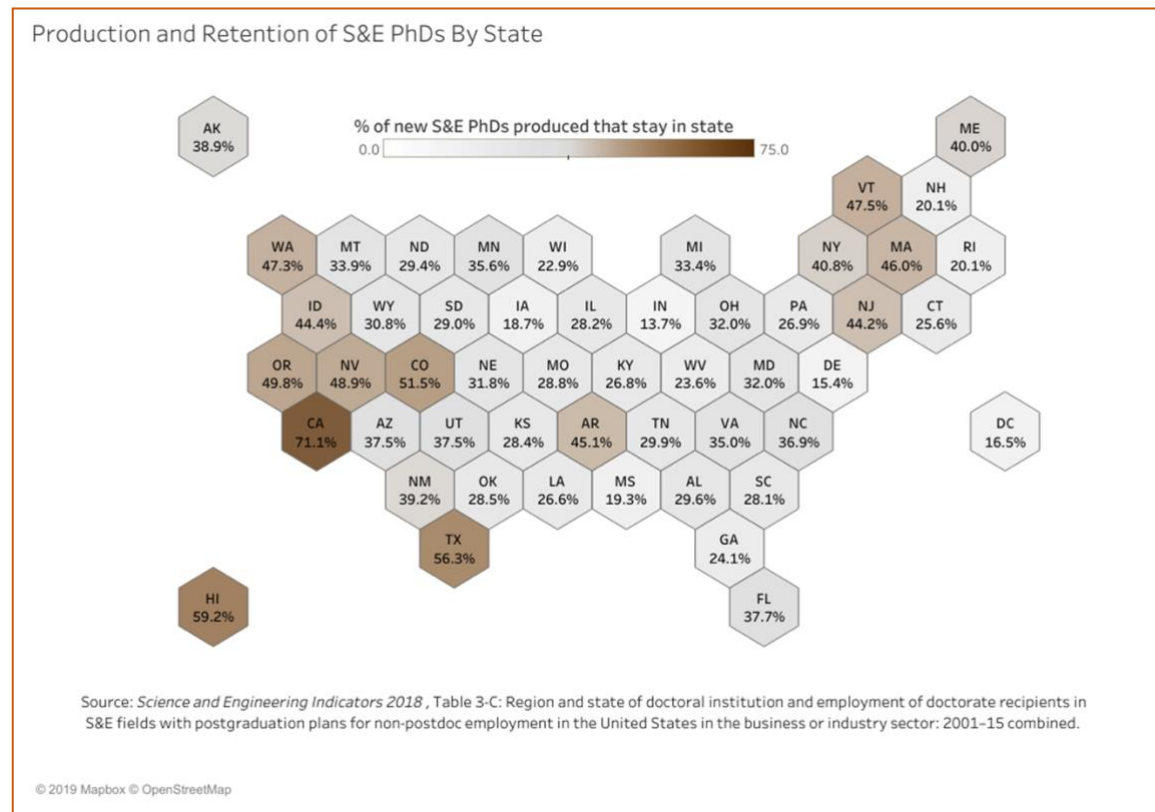 Production and Retention of S&E PhDs By State
% of new S&E PhDs produced that stay in state
0.0 75.0
AK
38.9%
ME
40.0%
VT
47.5%
NH
20.1%
WA
47.3%
MT
33.9%
ND
29.4%
MN
35.6%
WI
22.9%
MI
33.4%
NY
40.8%
MA
46.0%
RI
20.1%
ID
44.4%
WY
30.8%
SD
29.0%
IA
18.7%
IL
28.2%
IN
13.7%
OH
32.0%
PA
26.9%
NJ
44.2%
CT
25.6%
OR
49.8%
NV
48.9%
CO
51.5%
NE
31.8%
MO
28.8%
KY
26.8%
WV
23.6%
MD
32.0%
DE
15.4%
CA
71.1%
AZ
37.5%
UT
37.5%
KS
28.4%
AR
45.1%
TN
29.9%
VA
35.0%
NC
36.9%
DC
16.5%
NM
39.2%
OK
28.5%
LA
26.6%
MS
19.3%
AL
29.6%
SC
28.1%
TX
56.3%
GA
24.1%
HI
59.2%
FL
37.7%
Source: Science and Engineering Indicators 2018 , Table 3-C: Region and state of doctoral institution and employment of doctorate recipients in
S&E fields with postgraduation plans for non-postdoc employment in the United States in the business or industry sector: 2001–15 combined.
© 2019 Mapbox © OpenStreetMap